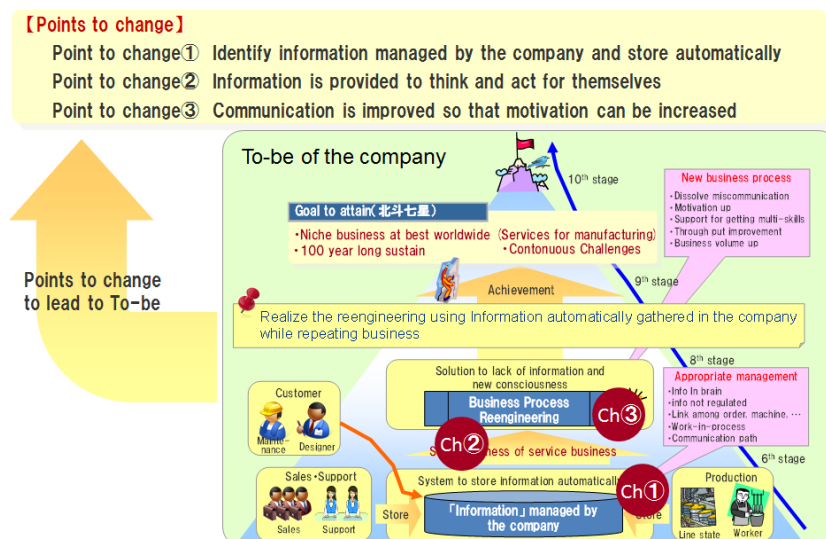 【Points to change】
Point to change① Identify information managed by the company and store automatically
Point to change② Information is provided to think and act for themselves
Point to change③ Communication is improved so that motivation can be increased
To-be of the company
10th stage
New business process
・Dissolve miscommunication
・Motivation up
・Support for getting multi-skills
・Through put improvement
・Business volume up
Goal to attain(北斗七星)
・Niche business at best worldwide (Services for manufacturing)
・100 year long sustain
・Contonuous Challenges
Points to change
to lead to To-be
Achievement
9th stage
Realize the reengineering using Information automatically gathered in the company
while repeating business
8th stage
Solution to lack of information and
new consciousness
Business Process
Reengineering
Ch③
Appropriate management
・Info In brain
・info not regulated
・Link among order, machine, …
・Work-in-process
・Communication path
Customer
Mainte-
nance
Designer
Ch②
of service business
6th stage
Sales・Support
Sales
Support
System to store information automatically
Ch①
Production
Line state
Worker
Store
Store
「Information」managed by
the company